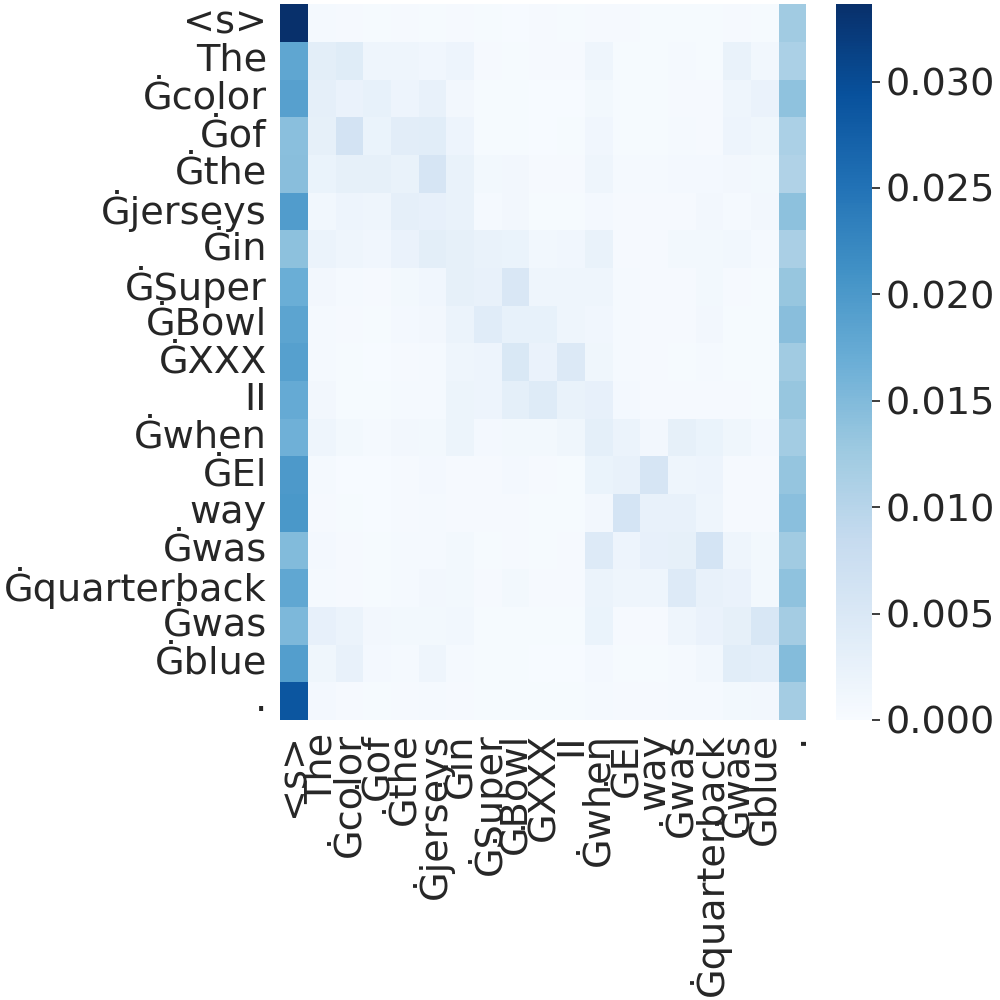 <s>
The
Ġcolor
Ġof
Ġthe
Ġjerseys
Ġin
ĠSuper
ĠBowl
ĠXXX
II
Ġwhen
ĠEl
way
Ġwas
Ġquarterback
Ġwas
Ġblue
.
<s>
The
Ġcolor
Ġof
Ġthe
Ġjerseys
Ġin
ĠSuper
ĠBowl
ĠXXX
II
Ġwhen
ĠEl
way
Ġwas
Ġquarterback
Ġwas
Ġblue
.
0.030
0.025
0.020
0.015
0.010
0.005
0.000